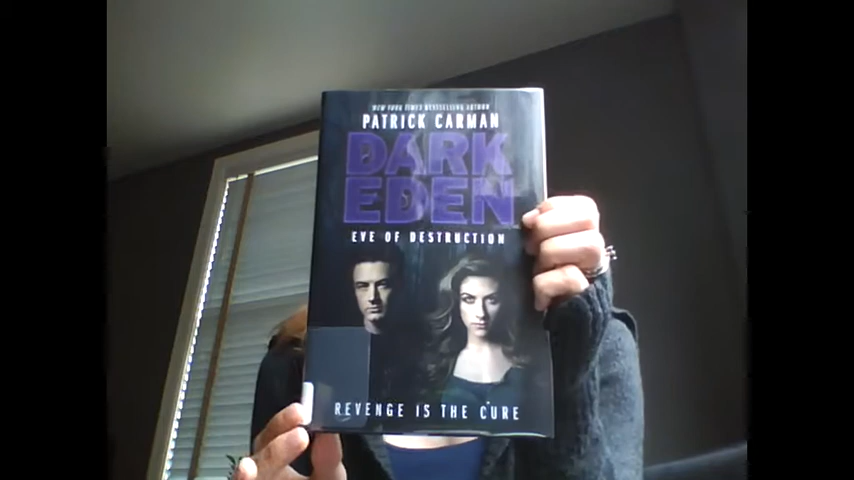 NEW YORK TIMES BESTSELLING AUTHOR
PATRICK CARMAN
DARK
EDEN
EVE OF DESTRUCTION
REVENGE IS THE CURE